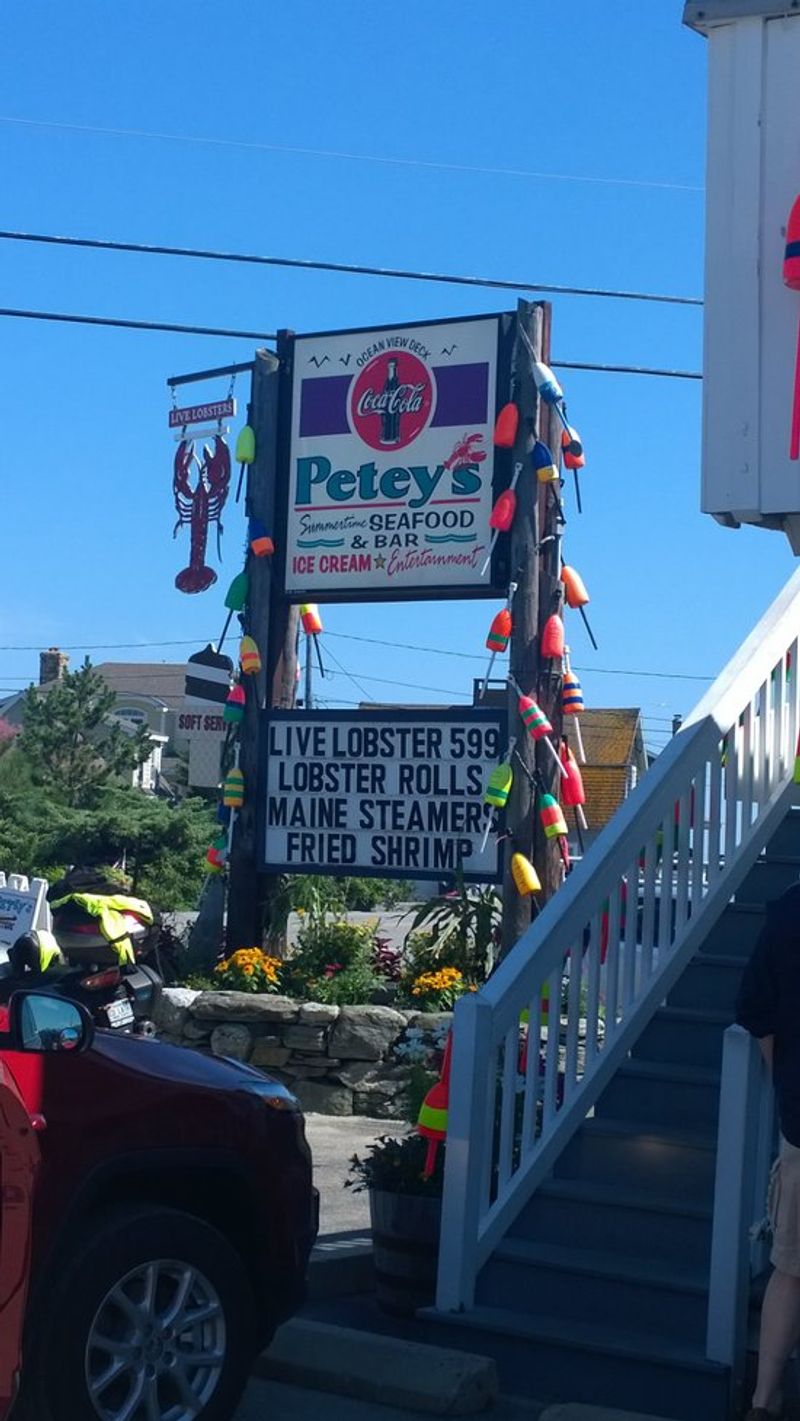 OCEAN VIEW DECK
Coca-Cola
LIVE LOBSTERS
Petey's
Summertime SEAFOOD
& BAR
ICE CREAM Entertainment
SOFT SERV
LIVE LOBSTER 599
LOBSTER ROLLS
MAINE STEAMERS
FRIED SHRIMP